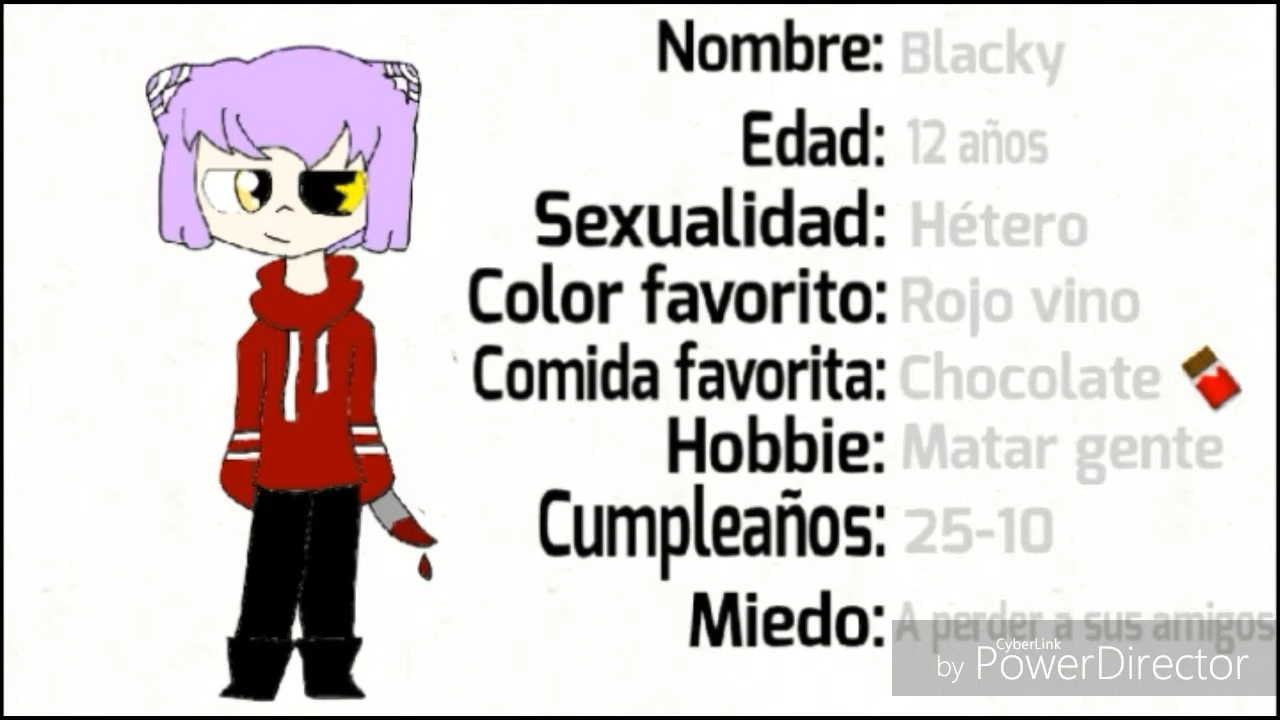 Nombre: Blacky
Edad: 12 años
Sexualidad: Hétero
Color favorito: Rojo vino
Comida favorita: Chocolate
Hobbie: Matar gente
Cumpleaños: 25-10
Miedo: A perder a sus amigos
CyberLink
by PowerDirector